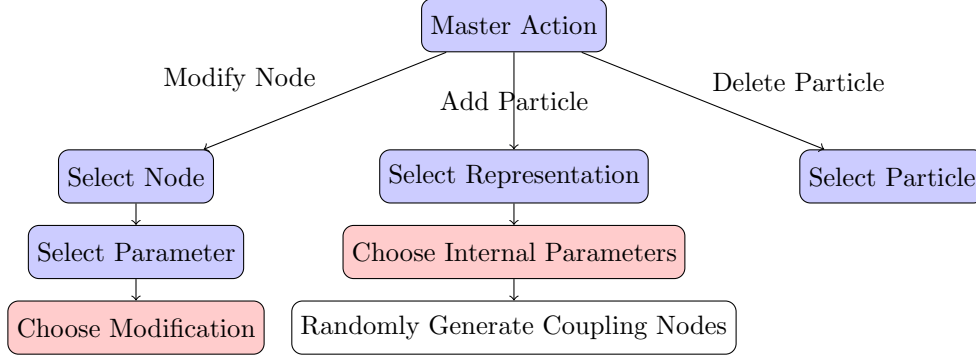 Master Action
Modify Node
Add Particle
Delete Particle
Select Node
Select Representation
Select Particle
Select Parameter
Choose Internal Parameters
Choose Modification
Randomly Generate Coupling Nodes